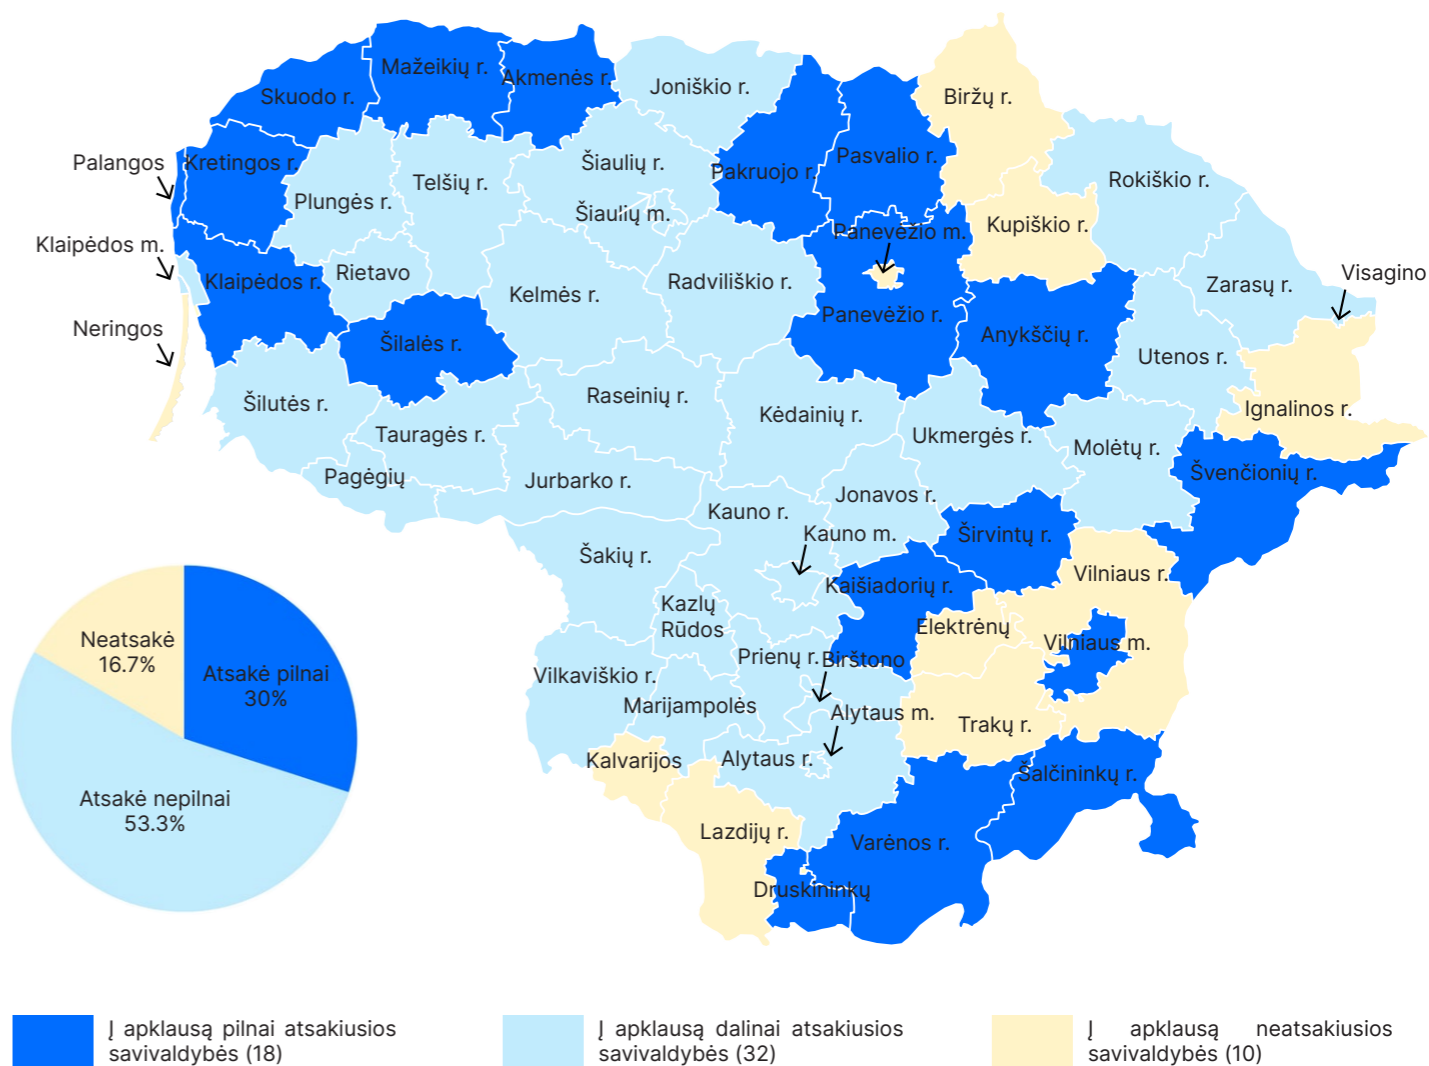 Mažeikių r.
Akmenės r.
Joniškio r.
Skuodo r.
Biržų r.
Palangos
Kretingos r.
Šiaulių r.
Pasvalio r.
Pakruojo r.
Telšių r.
Rokiškio r.
Plungės r.
Šiaulių m.
Kupiškio r.
Panevėžio m.
Klaipėdos m.
Rietavo
Visagino
Klaipėdos r.
Radviliškio r.
Zarasų r.
Kelmės r.
Neringos
Panevėžio r.
Anykščių r.
Šilalės r.
Utenos r.
Šilutės r.
Raseinių r.
Kėdainių r.
Ignalinos r.
Tauragės r.
Ukmergės r.
Molėtų r.
Pagėgių
Jurbarko r.
Švenčionių r.
Jonavos r.
Kauno r.
Kauno m.
Širvintų r.
Šakių r.
Vilniaus r.
Kaišiadorių r.
Kazlų
Rūdos
Elektrėnų
Vilniaus m.
Prienų r.
Birštono
Vilkaviškio r.
Marijampolės
Alytaus m.
Trakų r.
Kalvarijos
Alytaus r.
Šalčininkų r.
Lazdijų r.
Varėnos r.
Druskininkų
Neatsakė
16.7%
Atsakė pilnai
30%
Atsakė nepilnai
53.3%
Į apklausą pilnai atsakiusios
savivaldybės (18)
Į apklausą dalinai atsakiusios
savivaldybės (32)
Į apklausą neatsakiusios
savivaldybės (10)